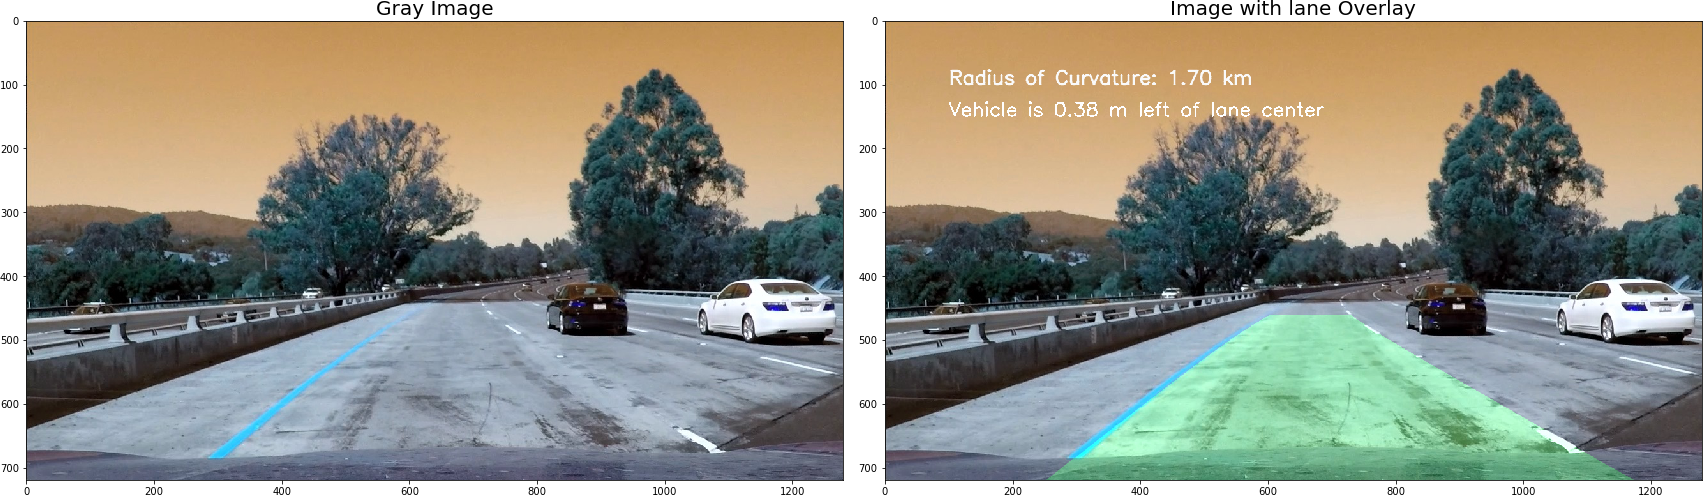 Gray Image
Image with lane Overlay
0
100
200
300
400
500
600
700
0 200 400 600 800 1000 1200
0
100
200
300
400
500
600
700
Radius of Curvature: 1.70 km
Vehicle is 0.38 m left of lane center
0 200 400 600 800 1000 1200